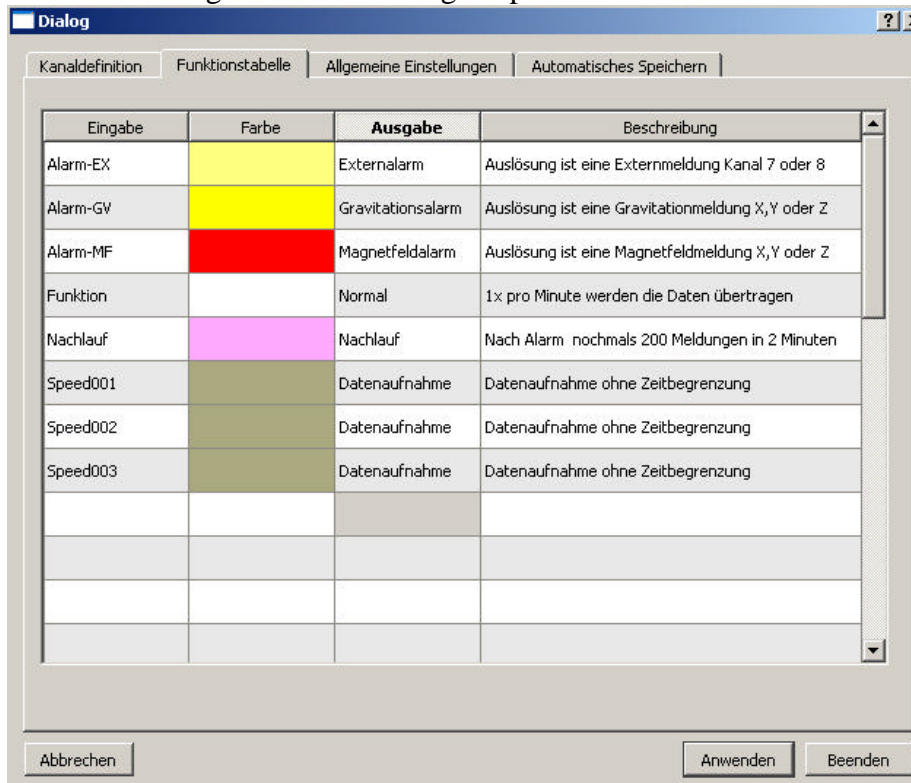 Dialog
Kanaldefinition Funktionstabelle Allgemeine Einstellungen Automatisches Speichern
Eingabe Farbe Ausgabe Beschreibung
Alarm-EX Externalarm Auslösung ist eine Externmeldung Kanal 7 oder 8
Alarm-GV Gravitationsalarm Auslösung ist eine Gravitationmeldung X,Y oder Z
Alarm-MF Magnetfeldalarm Auslösung ist eine Magnetfeldmeldung X,Y oder Z
Funktion Normal 1x pro Minute werden die Daten übertragen
Nachlauf Nachlauf Nach Alarm nochmals 200 Meldungen in 2 Minuten
Speed001 Datenaufnahme Datenaufnahme ohne Zeitbegrenzung
Speed002 Datenaufnahme Datenaufnahme ohne Zeitbegrenzung
Speed003 Datenaufnahme Datenaufnahme ohne Zeitbegrenzung
Abbrechen Anwenden Beenden